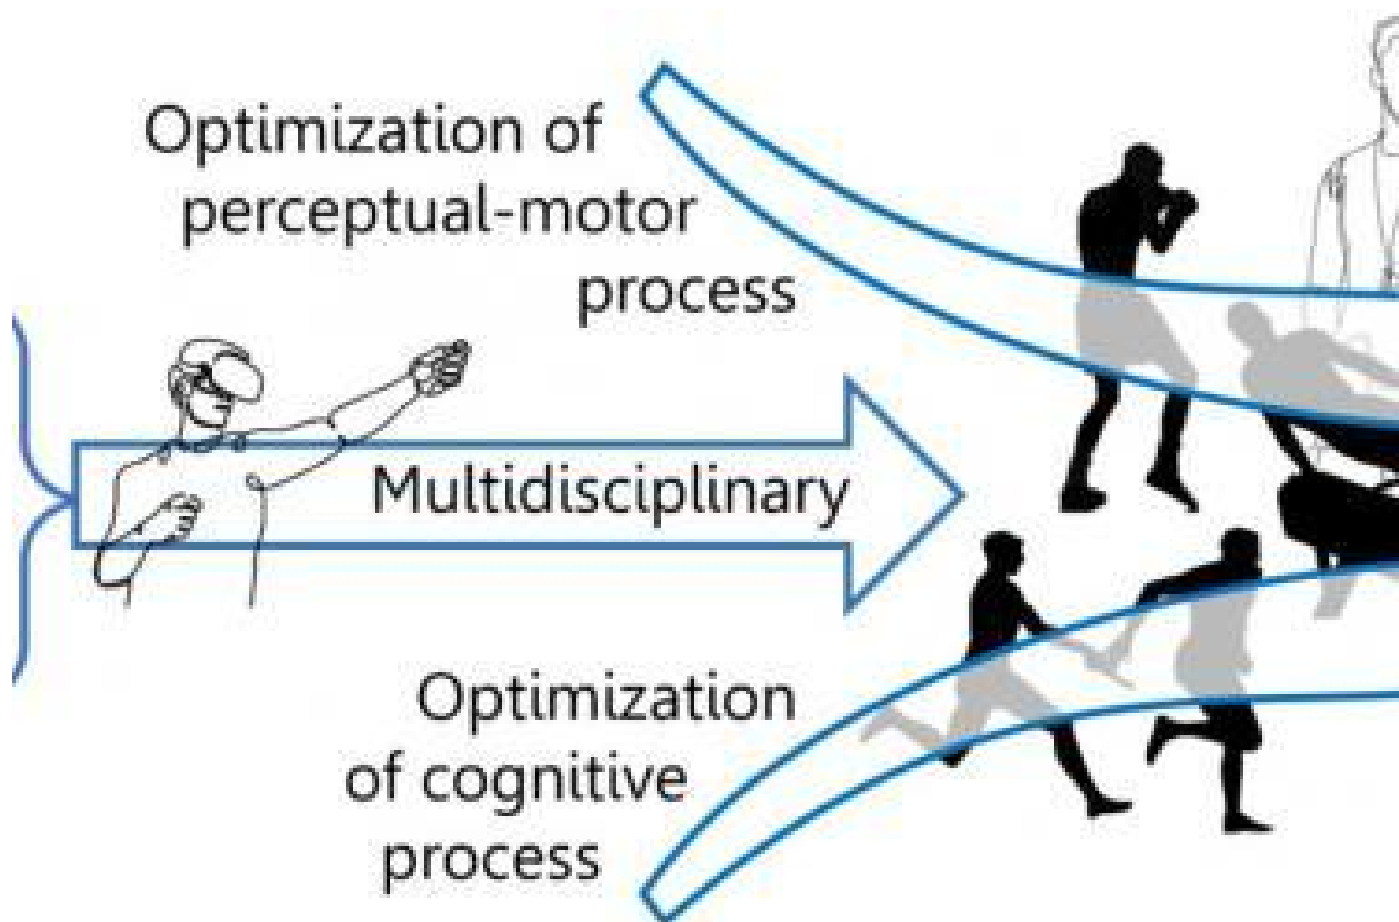 Optimization of
perceptual-motor
process
Multidisciplinary
Optimization
of cognitive
process